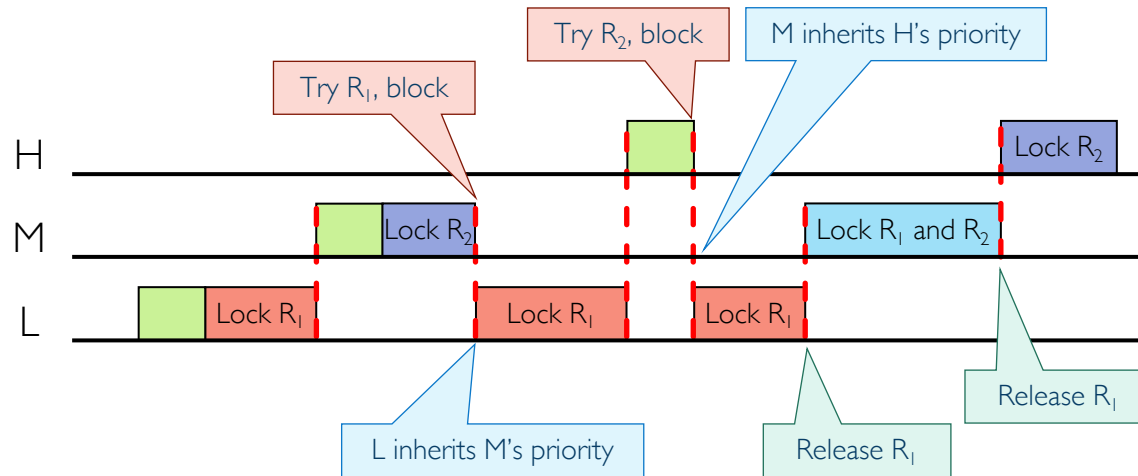 Try R₂, block
M inherits H's priority
Try R₁, block
H
Lock R₂
M
Lock R₂
Lock R₁ and R₂
L
Lock R₁
Lock R₁
Lock R₁
Release R₁
L inherits M's priority
Release R₁